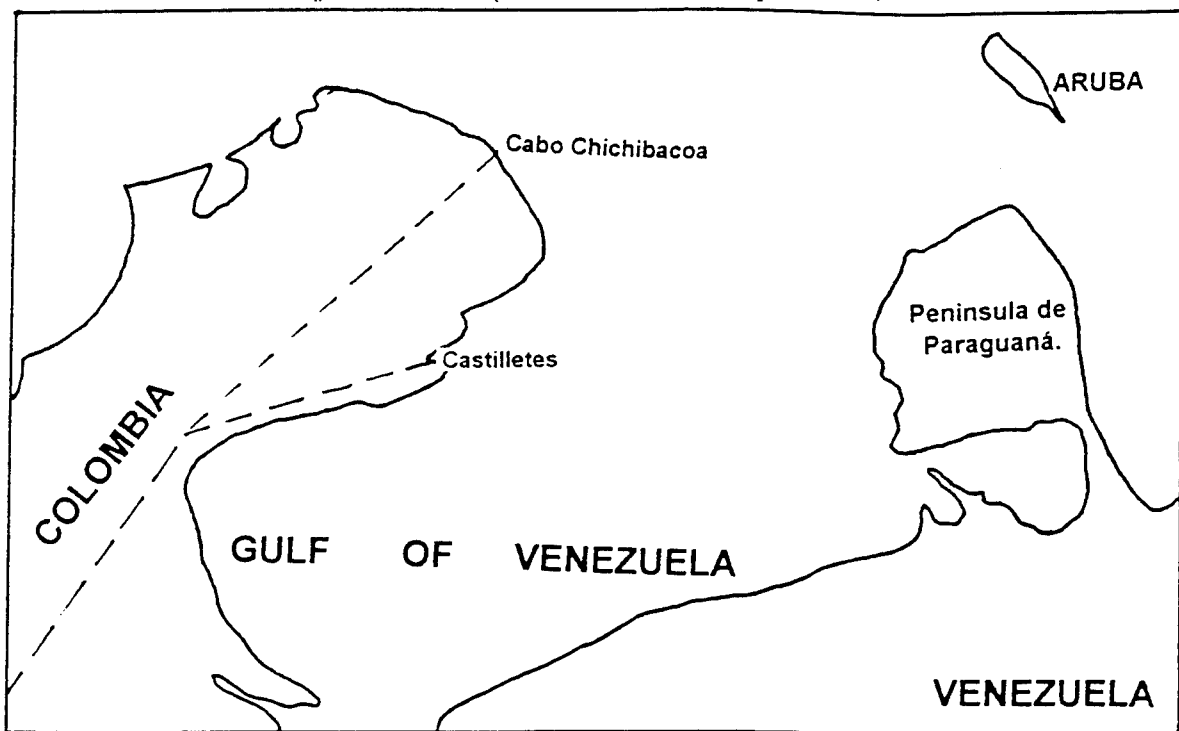 ARUBA
Cabo Chichibacoa
Peninsula de
Paraguaná.
Castilletes
COLOMBIA
GULF OF VENEZUELA
VENEZUELA